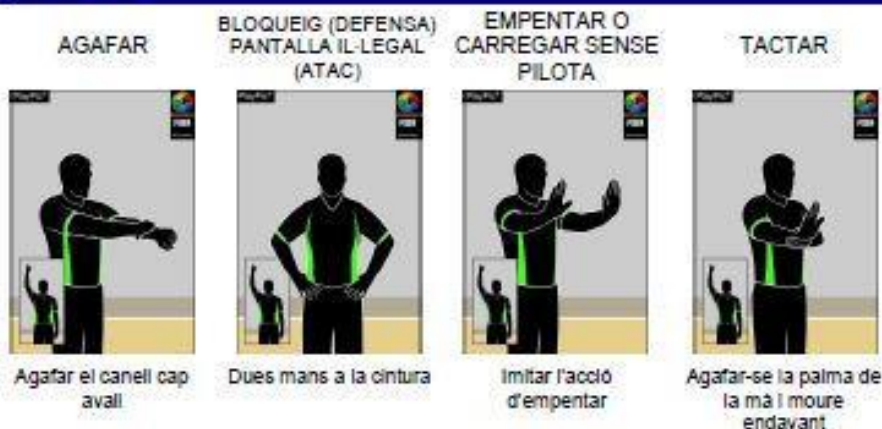 AGAFAR
BLOQUEIG (DEFENSA)
PANTALLA IL·LEGAL
(ATAC)
EMPENTAR O
CARREGAR SENSE
PILOTA
TACTAR
Agafar el canell cap
avall
Dues mans a la cintura
Imitar l'acció
d'empentar
Agafar-se la palma de
la mà i moure
endavant